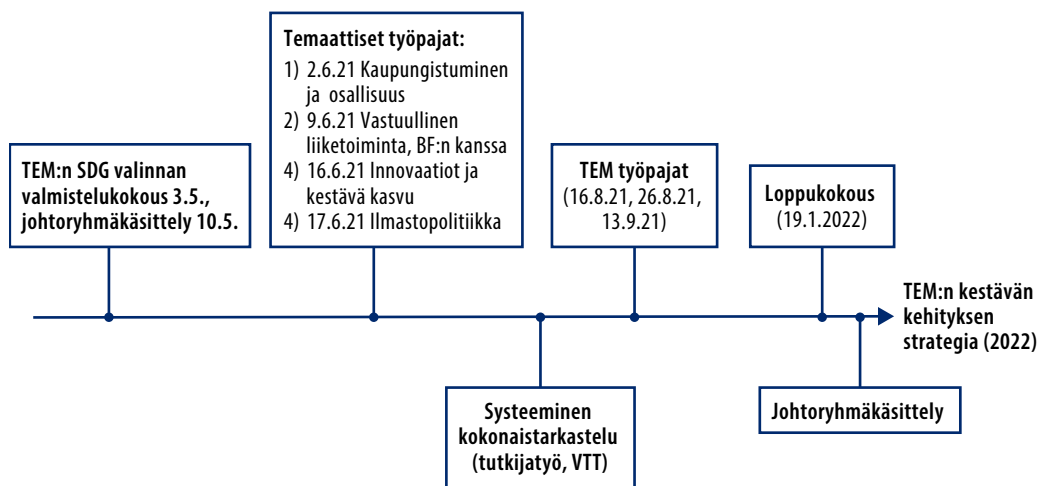 TEM:n SDG valinnan
valmistelukokous 3.5.,
johtoryhmäkäsittely 10.5.
Temaattiset työpajat:
1) 2.6.21 Kaupungistuminen
ja osallisuus
2) 9.6.21 Vastuullinen
liiketoiminta, BF:n kanssa
4) 16.6.21 Innovaatiot ja
kestävä kasvu
4) 17.6.21 Ilmastopolitiikka
TEM työpajat
(16.8.21, 26.8.21,
13.9.21)
Loppukokous
(19.1.2022)
TEM:n kestävän
kehityksen
strategia (2022)
Systeeminen
kokonaistarkastelu
(tutkijatyö, VTT)
Johtoryhmäkäsittely